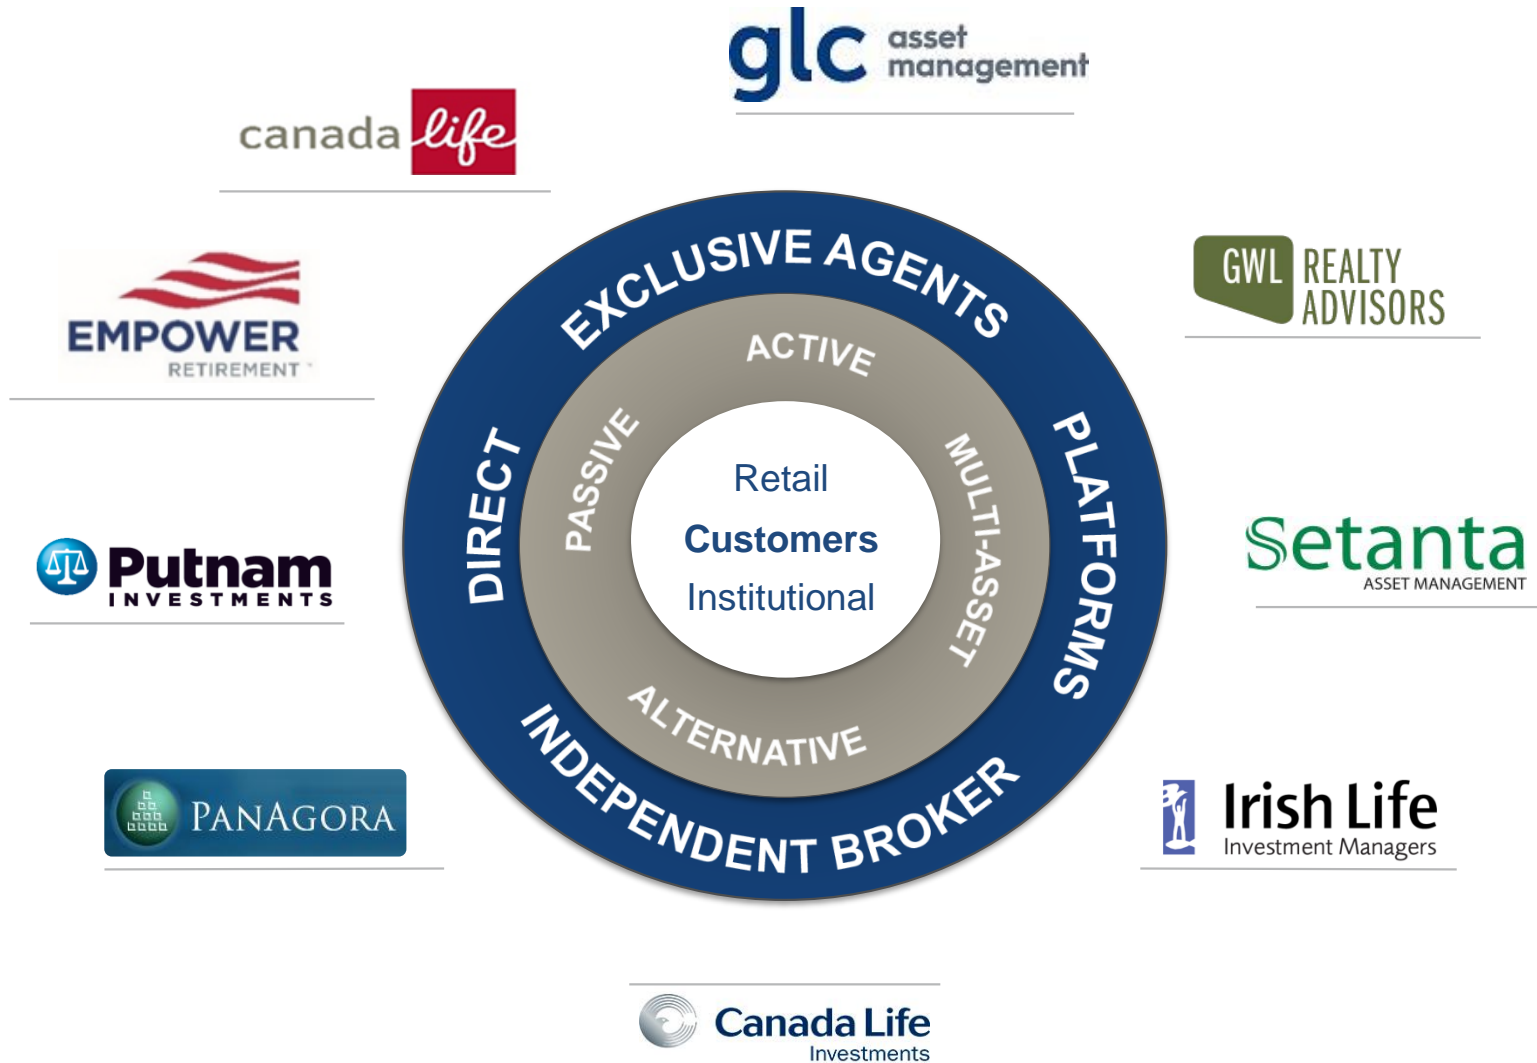 glc asset
management
canada life
EMPOWER
RETIREMENT
GWL REALTY
ADVISORS
EXCLUSIVE AGENTS
ACTIVE
PASSIVE
DIRECT
PLATFORMS
MULTI-ASSET
Retail
Customers
Institutional
Putnam
INVESTMENTS
Setanta
ASSET MANAGEMENT
ALTERNATIVE
INDEPENDENT BROKER
PANAGORA
Irish Life
Investment Managers
Canada Life
Investments